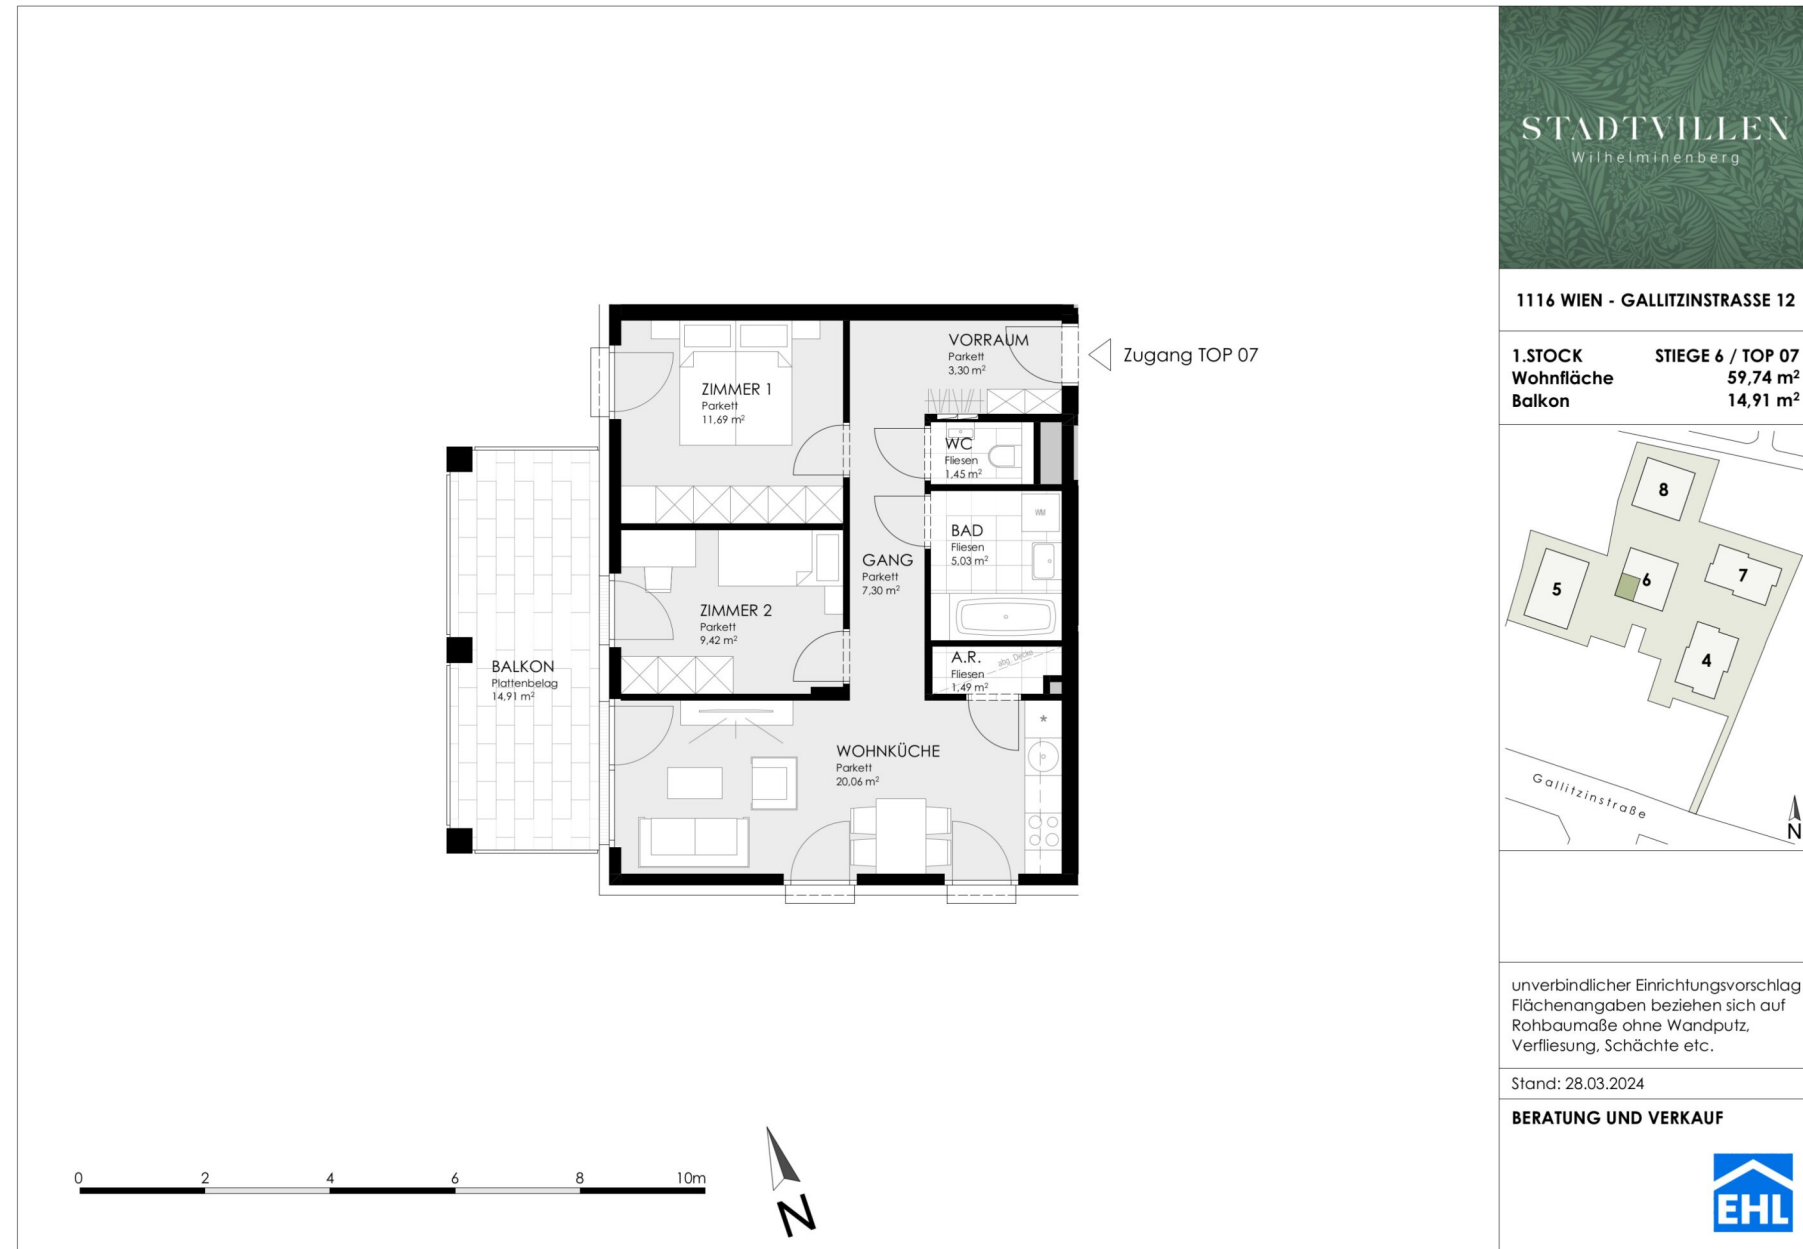 STADTVILLEN
Wilhelminenberg
1116 WIEN - GALLITZINSTRASSE 12
1.STOCK STIEGE 6 / TOP 07
Wohnfläche 59,74 m²
Balkon 14,91 m²
8
5
6
7
4
Gallitzinstraße
N
unverbindlicher Einrichtungsvorschlag
Flächenangaben beziehen sich auf
Rohbaumaße ohne Wandputz,
Verfliesung, Schächte etc.
Stand: 28.03.2024
BERATUNG UND VERKAUF
EHL
VORRAUM
Parkett
3,30 m²
Zugang TOP 07
ZIMMER 1
Parkett
11,69 m²
WC
Fliesen
1,45 m²
WM
BAD
Fliesen
5,03 m²
GANG
Parkett
7,30 m²
ZIMMER 2
Parkett
9,42 m²
A.R.
Fliesen
1,49 m²
abg. Decke
BALKON
Plattenbelag
14,91 m²
*
WOHNKÜCHE
Parkett
20,06 m²
0 2 4 6 8 10m
N